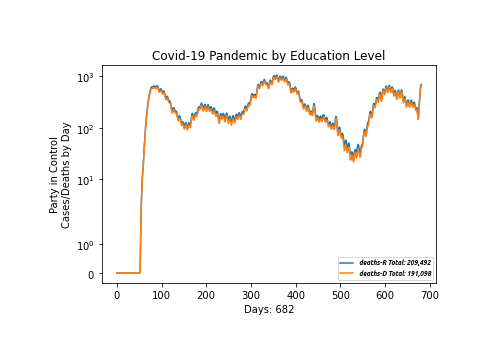 Covid-19 Pandemic by Education Level
Party in Control
Cases/Deaths by Day
10³
10²
10¹
10⁰
0
0 100 200 300 400 500 600 700
Days: 682
deaths-R Total: 209,492
deaths-D Total: 191,098